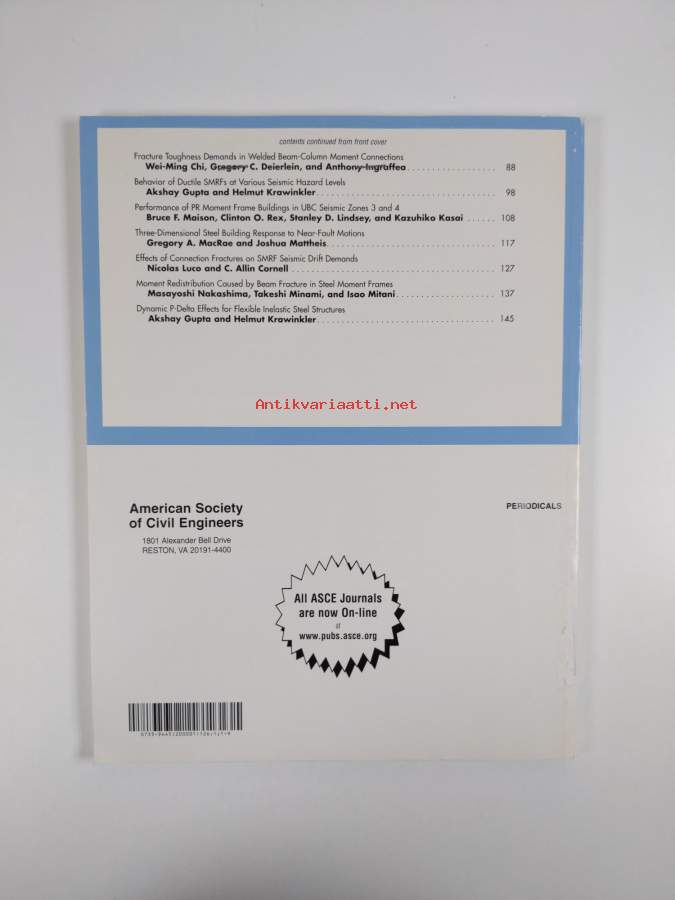 contents continued from front cover
Fracture Toughness Demands in Welded Beam-Column Moment Connections
Wei-Ming Chi, Gregory C. Deierlein, and Anthony Ingraffea . . . . . . . . . . . . . . . . . . . . 88
Behavior of Ductile SMRFs at Various Seismic Hazard Levels
Akshay Gupta and Helmut Krawinkler . . . . . . . . . . . . . . . . . . . . 98
Performance of PR Moment Frame Buildings in UBC Seismic Zones 3 and 4
Bruce F. Maison, Clinton O. Rex, Stanley D. Lindsey, and Kazuhiko Kasai . . . . . . 108
Three-Dimensional Steel Building Response to Near-Fault Motions
Gregory A. MacRae and Joshua Mattheis. . . . . . . . . . . . . . . . . . . . 117
Effects of Connection Fractures on SMRF Seismic Drift Demands
Nicolas Luco and C. Allin Cornell . . . . . . . . . . . . . . . . . . . . 127
Moment Redistribution Caused by Beam Fracture in Steel Moment Frames
Masayoshi Nakashima, Takeshi Minami, and Isao Mitani . . . . . . . . . . . . . . . . . . . . 137
Dynamic P-Delta Effects for Flexible Inelastic Steel Structures
Akshay Gupta and Helmut Krawinkler . . . . . . . . . . . . . . . . . . . . 145
Antikvariaatti.net
American Society
of Civil Engineers
1801 Alexander Bell Drive
RESTON, VA 20191-4400
PERIODICALS
All ASCE Journals
are now On-line
at
www.pubs.asce.org